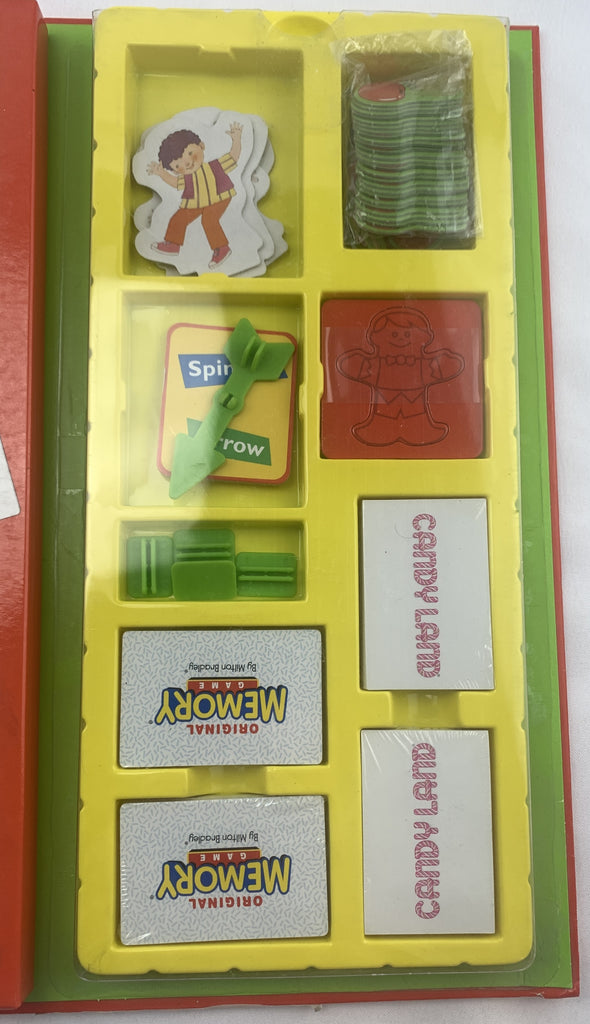 Spin
rrow
CANDY LAND
ORIGINAL
MEMORY®
GAME
By Milton Bradley®
CANDY LAND
ORIGINAL
MEMORY®
GAME
By Milton Bradley®